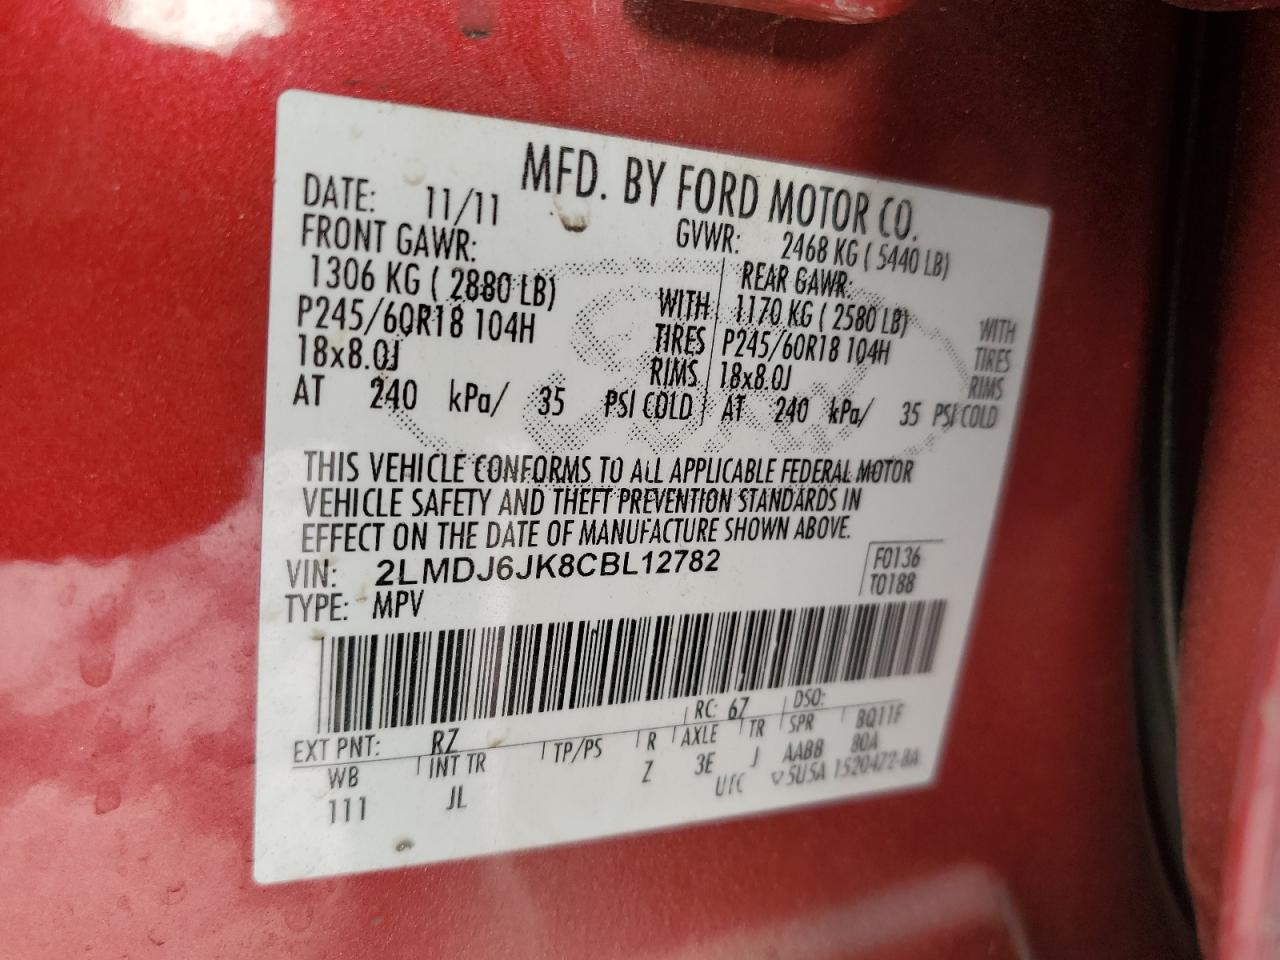 MFD. BY FORD MOTOR CO.
DATE: 11/11 GVWR: 2468 KG ( 5440 LB)
FRONT GAWR: REAR GAWR:
1306 KG ( 2880 LB) WITH 1170 KG ( 2580 LB) WITH
P245/60R18 104H TIRES P245/60R18 104H TIRES
18x8.0J RIMS 18x8.0J RIMS
AT 240 kPa/ 35 PSI COLD AT 240 kPa/ 35 PSI COLD
THIS VEHICLE CONFORMS TO ALL APPLICABLE FEDERAL MOTOR
VEHICLE SAFETY AND THEFT PREVENTION STANDARDS IN
EFFECT ON THE DATE OF MANUFACTURE SHOWN ABOVE.
VIN: 2LMDJ6JK8CBL12782 F0136
TYPE: MPV T0188
EXT PNT: RZ RC: 67 DSO:
WB INT TR TP/PS R AXLE TR SPR BQ11F
111 JL Z 3E J AABB 80A
UTC 5U5A 1520472-BA